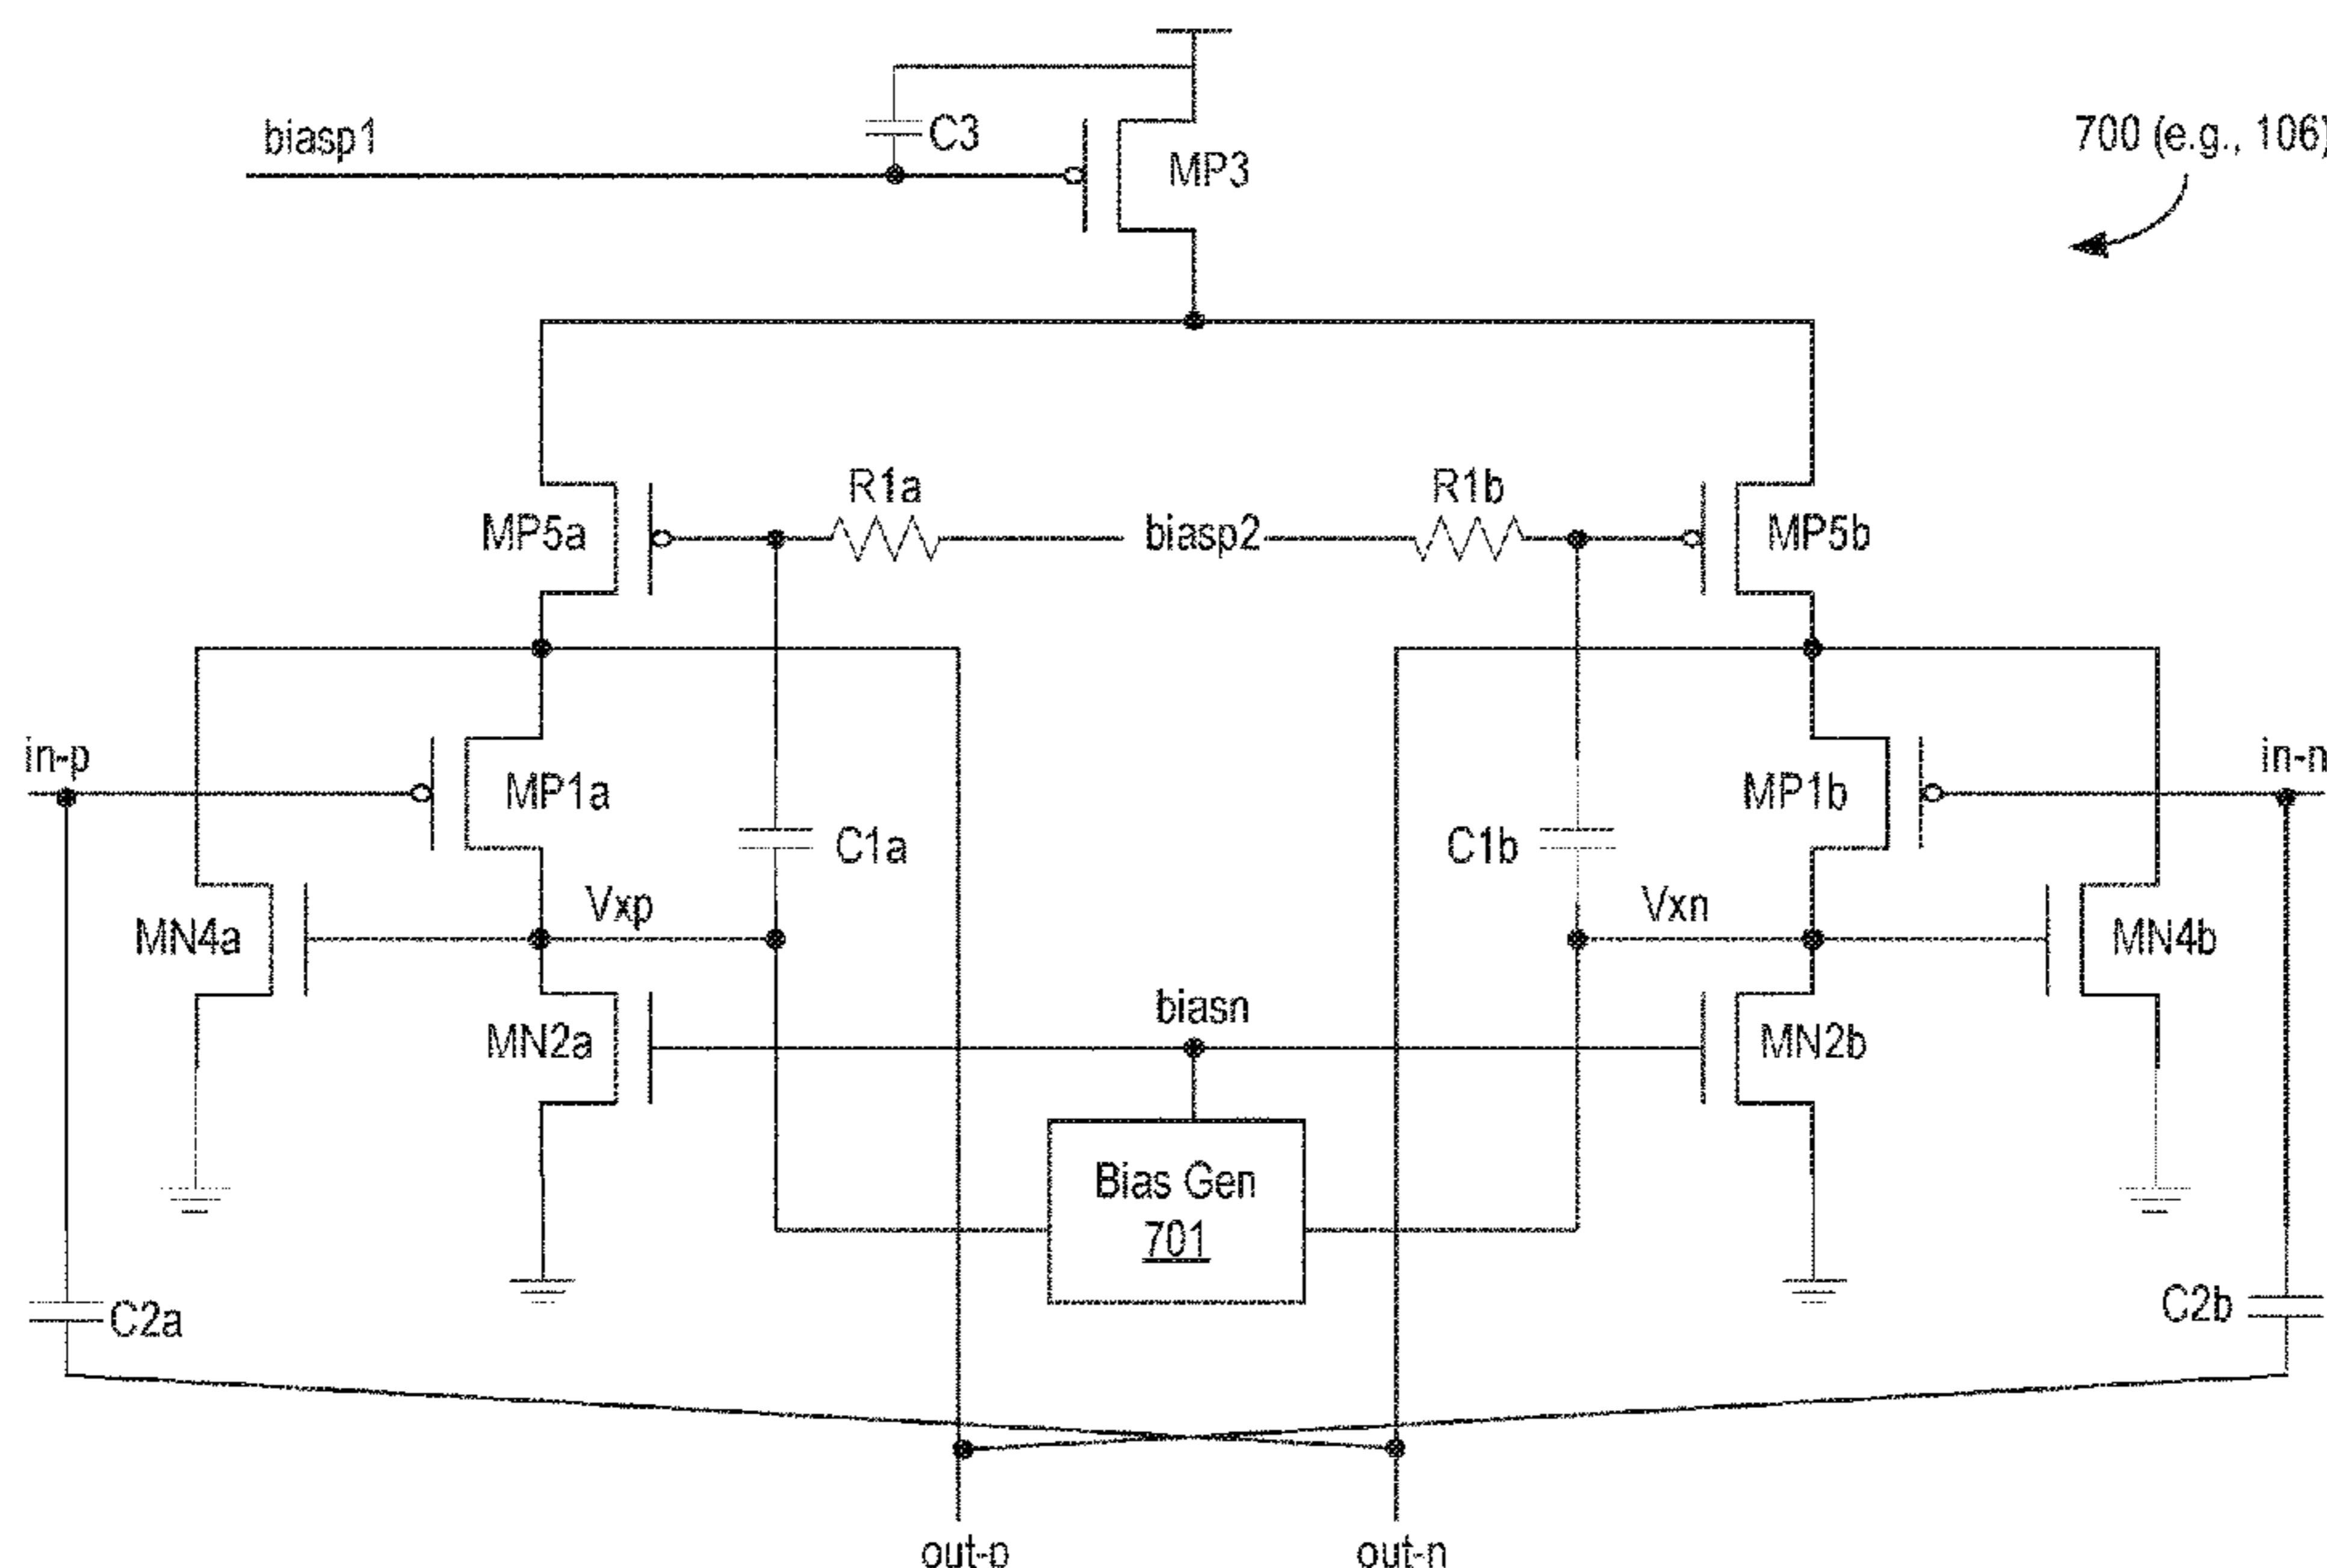 biasp1
C3
MP3
700 (e.g., 106)
R1a
R1b
MP5a
biasp2
MP5b
in-p
in-n
MP1a
MP1b
C1a
C1b
Vxp
Vxn
MN4a
MN4b
biasn
MN2a
MN2b
Bias Gen
701
C2a
C2b
out-p
out-n